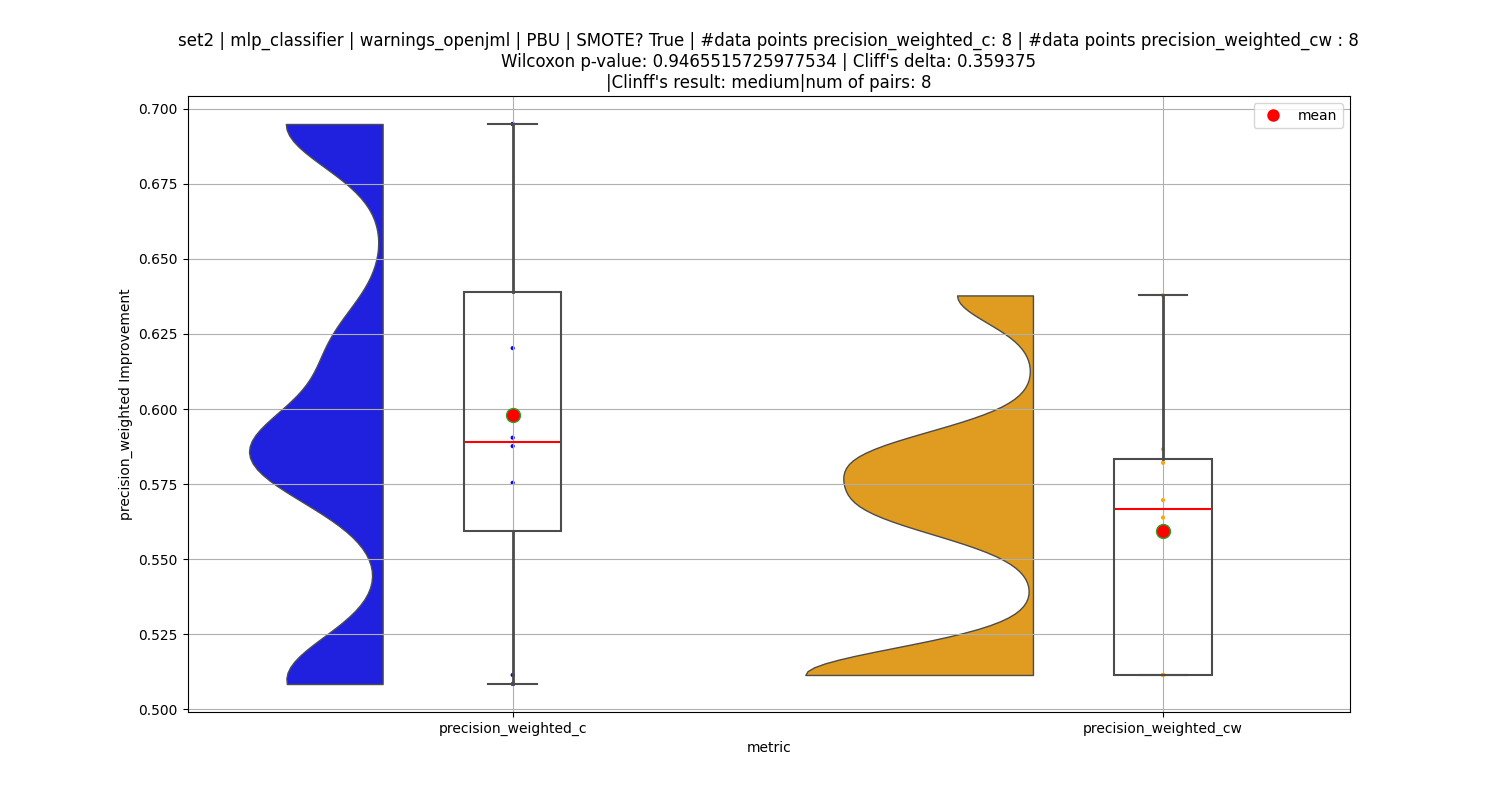 set2 | mlp_classifier | warnings_openjml | PBU | SMOTE? True | #data points precision_weighted_c: 8 | #data points precision_weighted_cw : 8
Wilcoxon p-value: 0.9465515725977534 | Cliff's delta: 0.359375
|Clinff's result: medium|num of pairs: 8
mean
0.700
0.675
0.650
0.625
0.600
0.575
0.550
0.525
0.500
precision_weighted Improvement
precision_weighted_c
precision_weighted_cw
metric